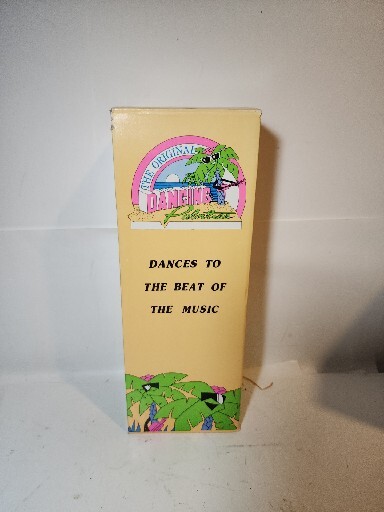 THE ORIGINAL
DANCING
DANCES TO
THE BEAT OF
THE MUSIC